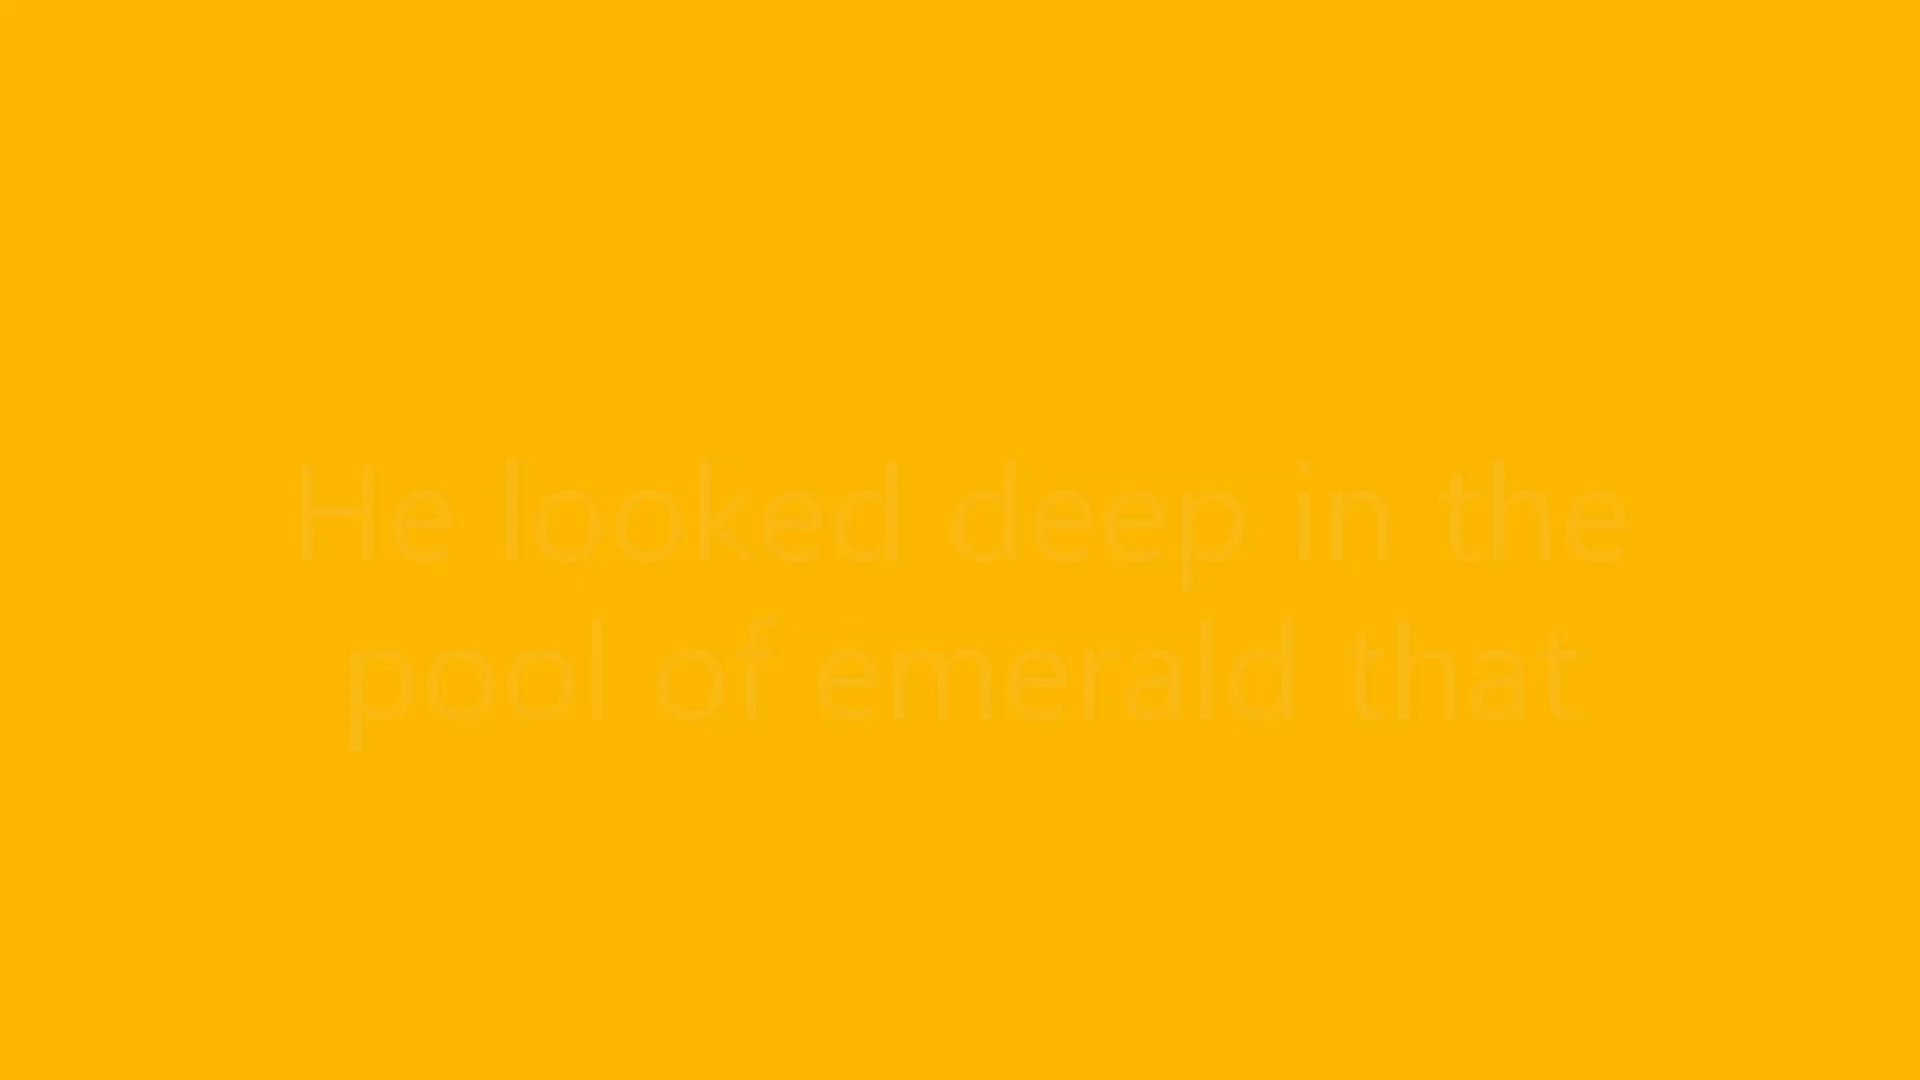 He looked deep in the
pool of emerald that